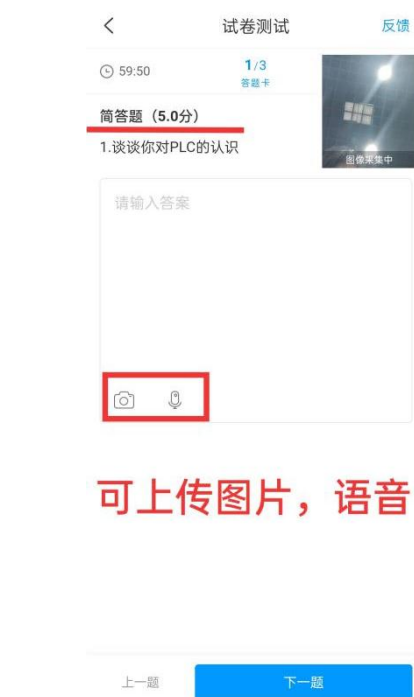 试卷测试
反馈
59:50
1/3
答题卡
图像采集中
简答题（5.0分）
1.谈谈你对PLC的认识
请输入答案
可上传图片，语音
上一题
下一题